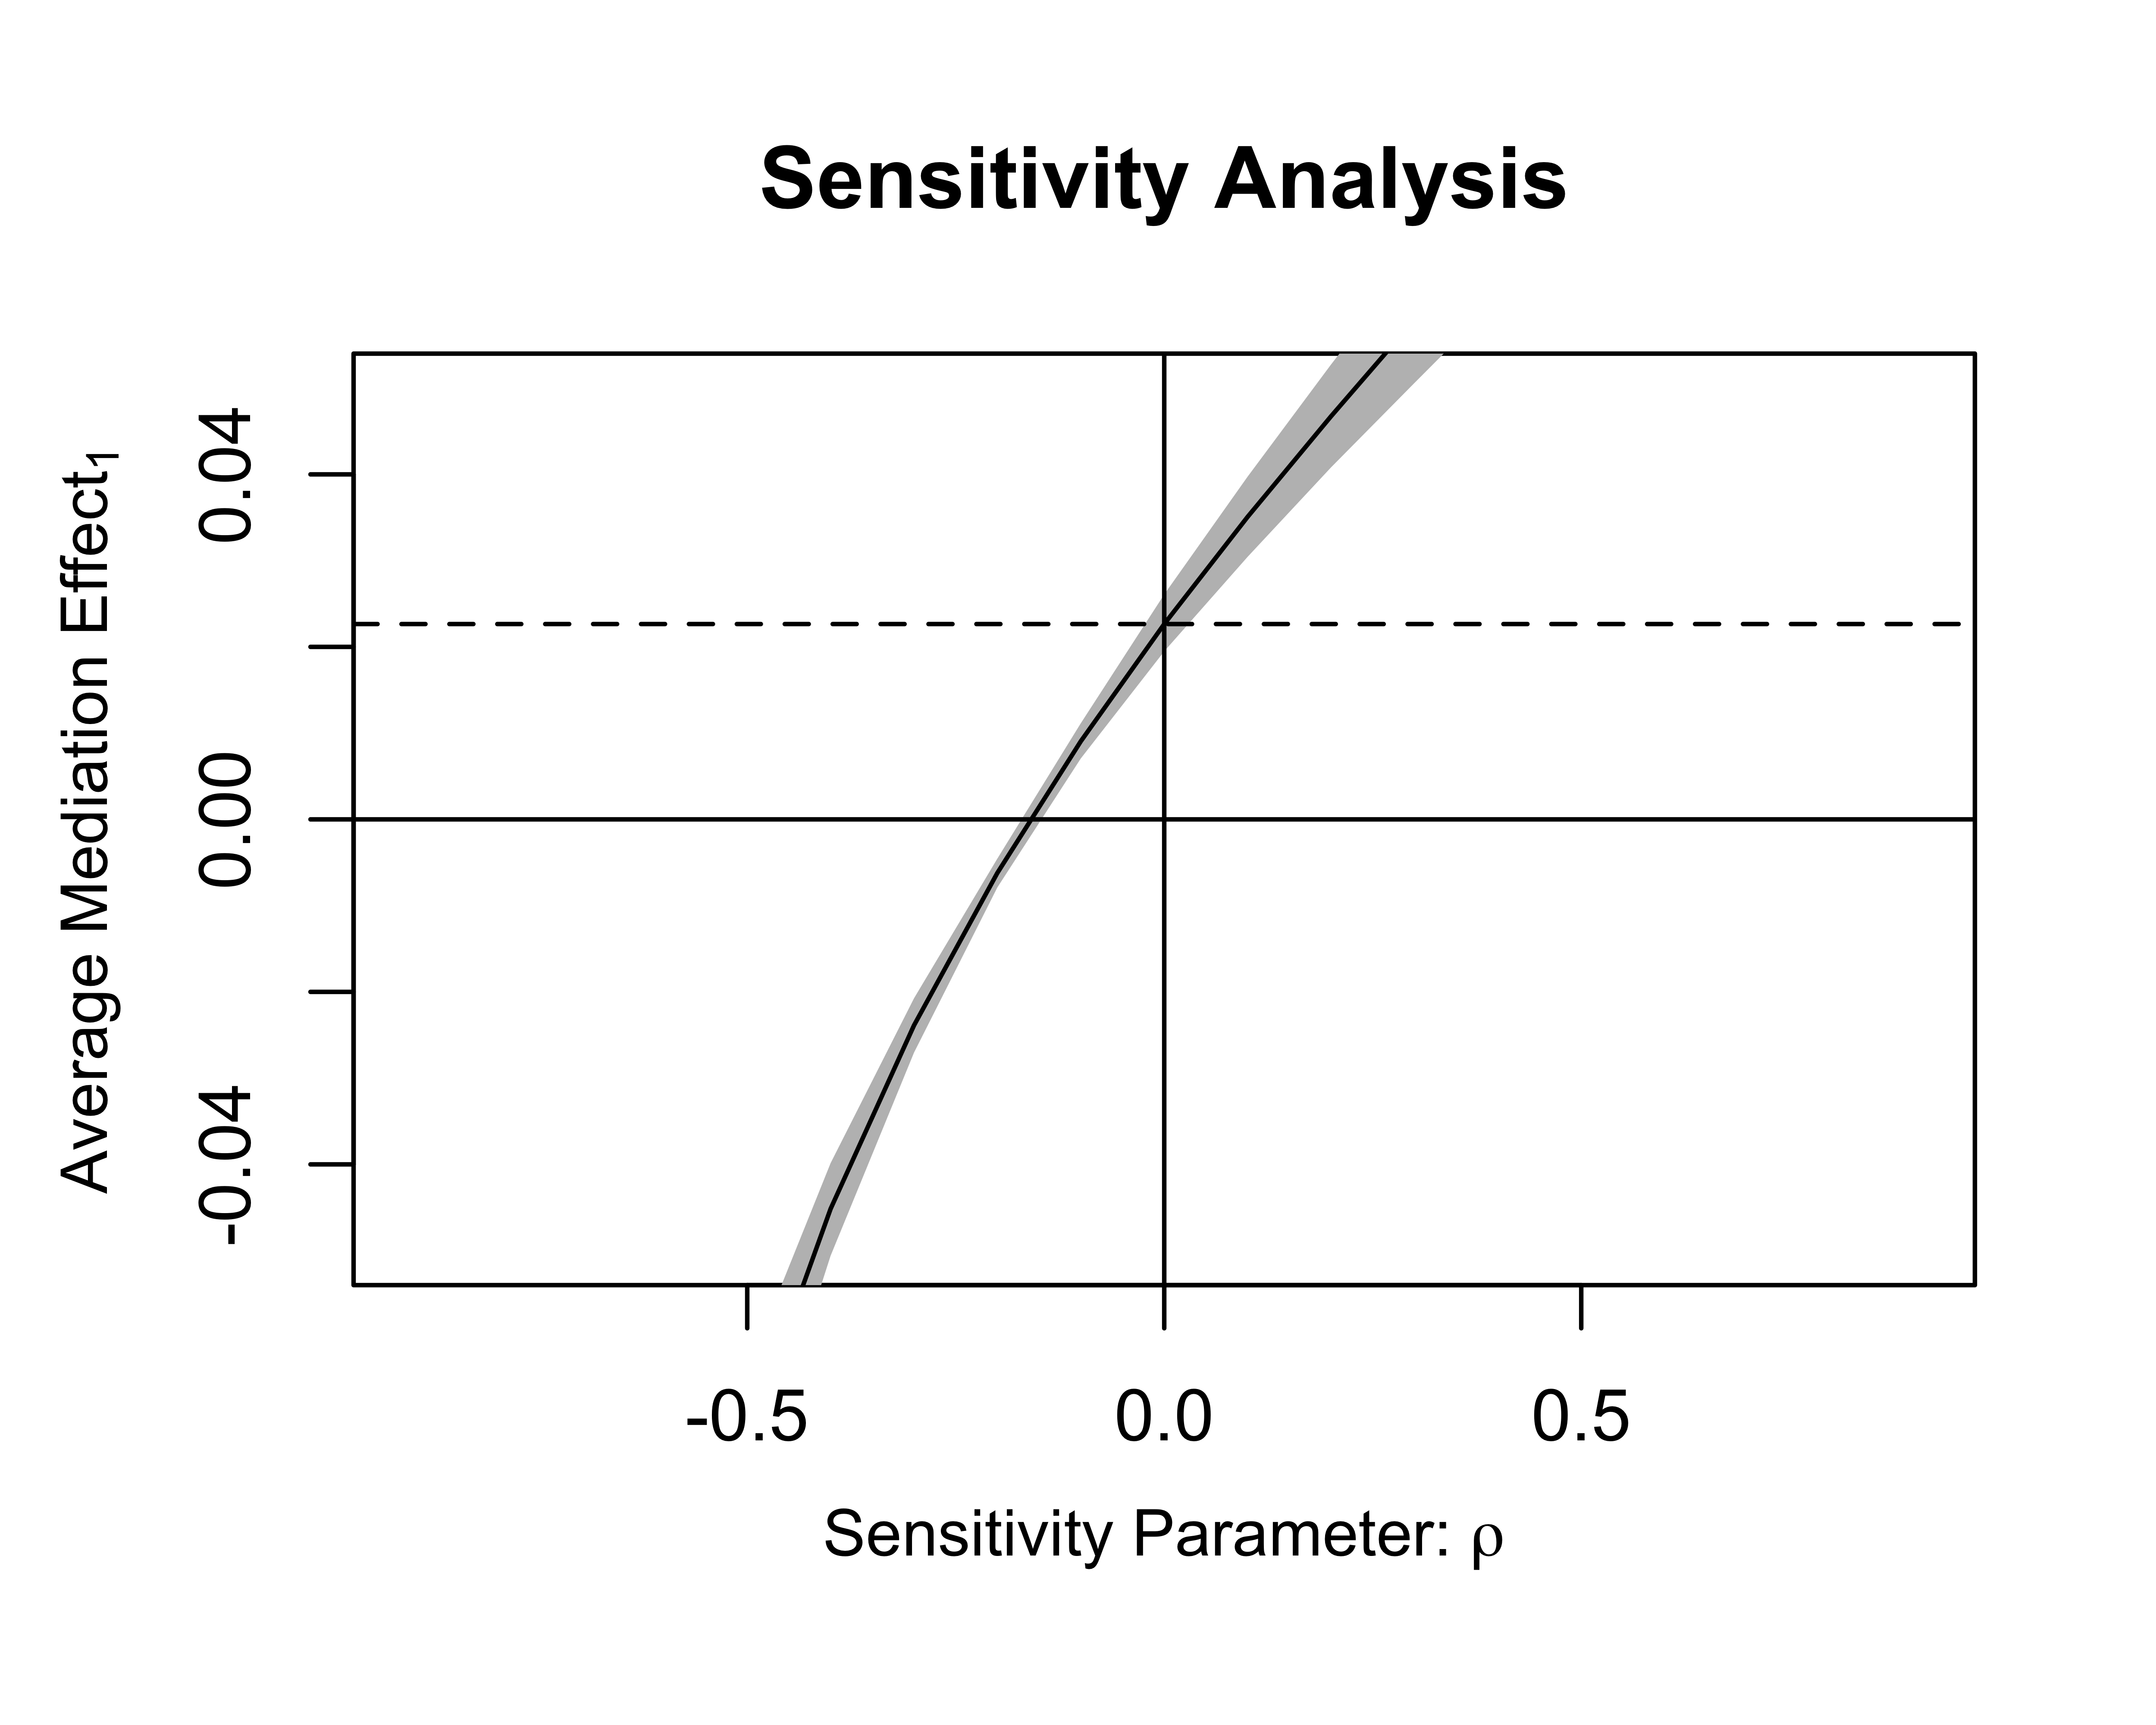 Sensitivity Analysis
Average Mediation Effect₁
0.04
0.00
-0.04
-0.5
0.0
0.5
Sensitivity Parameter: ρ